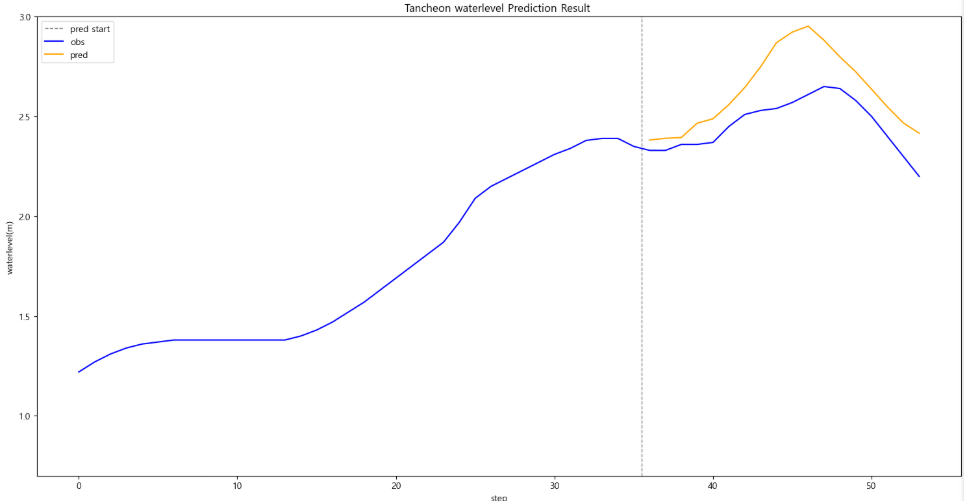 Tancheon waterlevel Prediction Result
pred start
obs
pred
waterlevel(m)
3.0
2.5
2.0
1.5
1.0
0
10
20
30
40
50
step